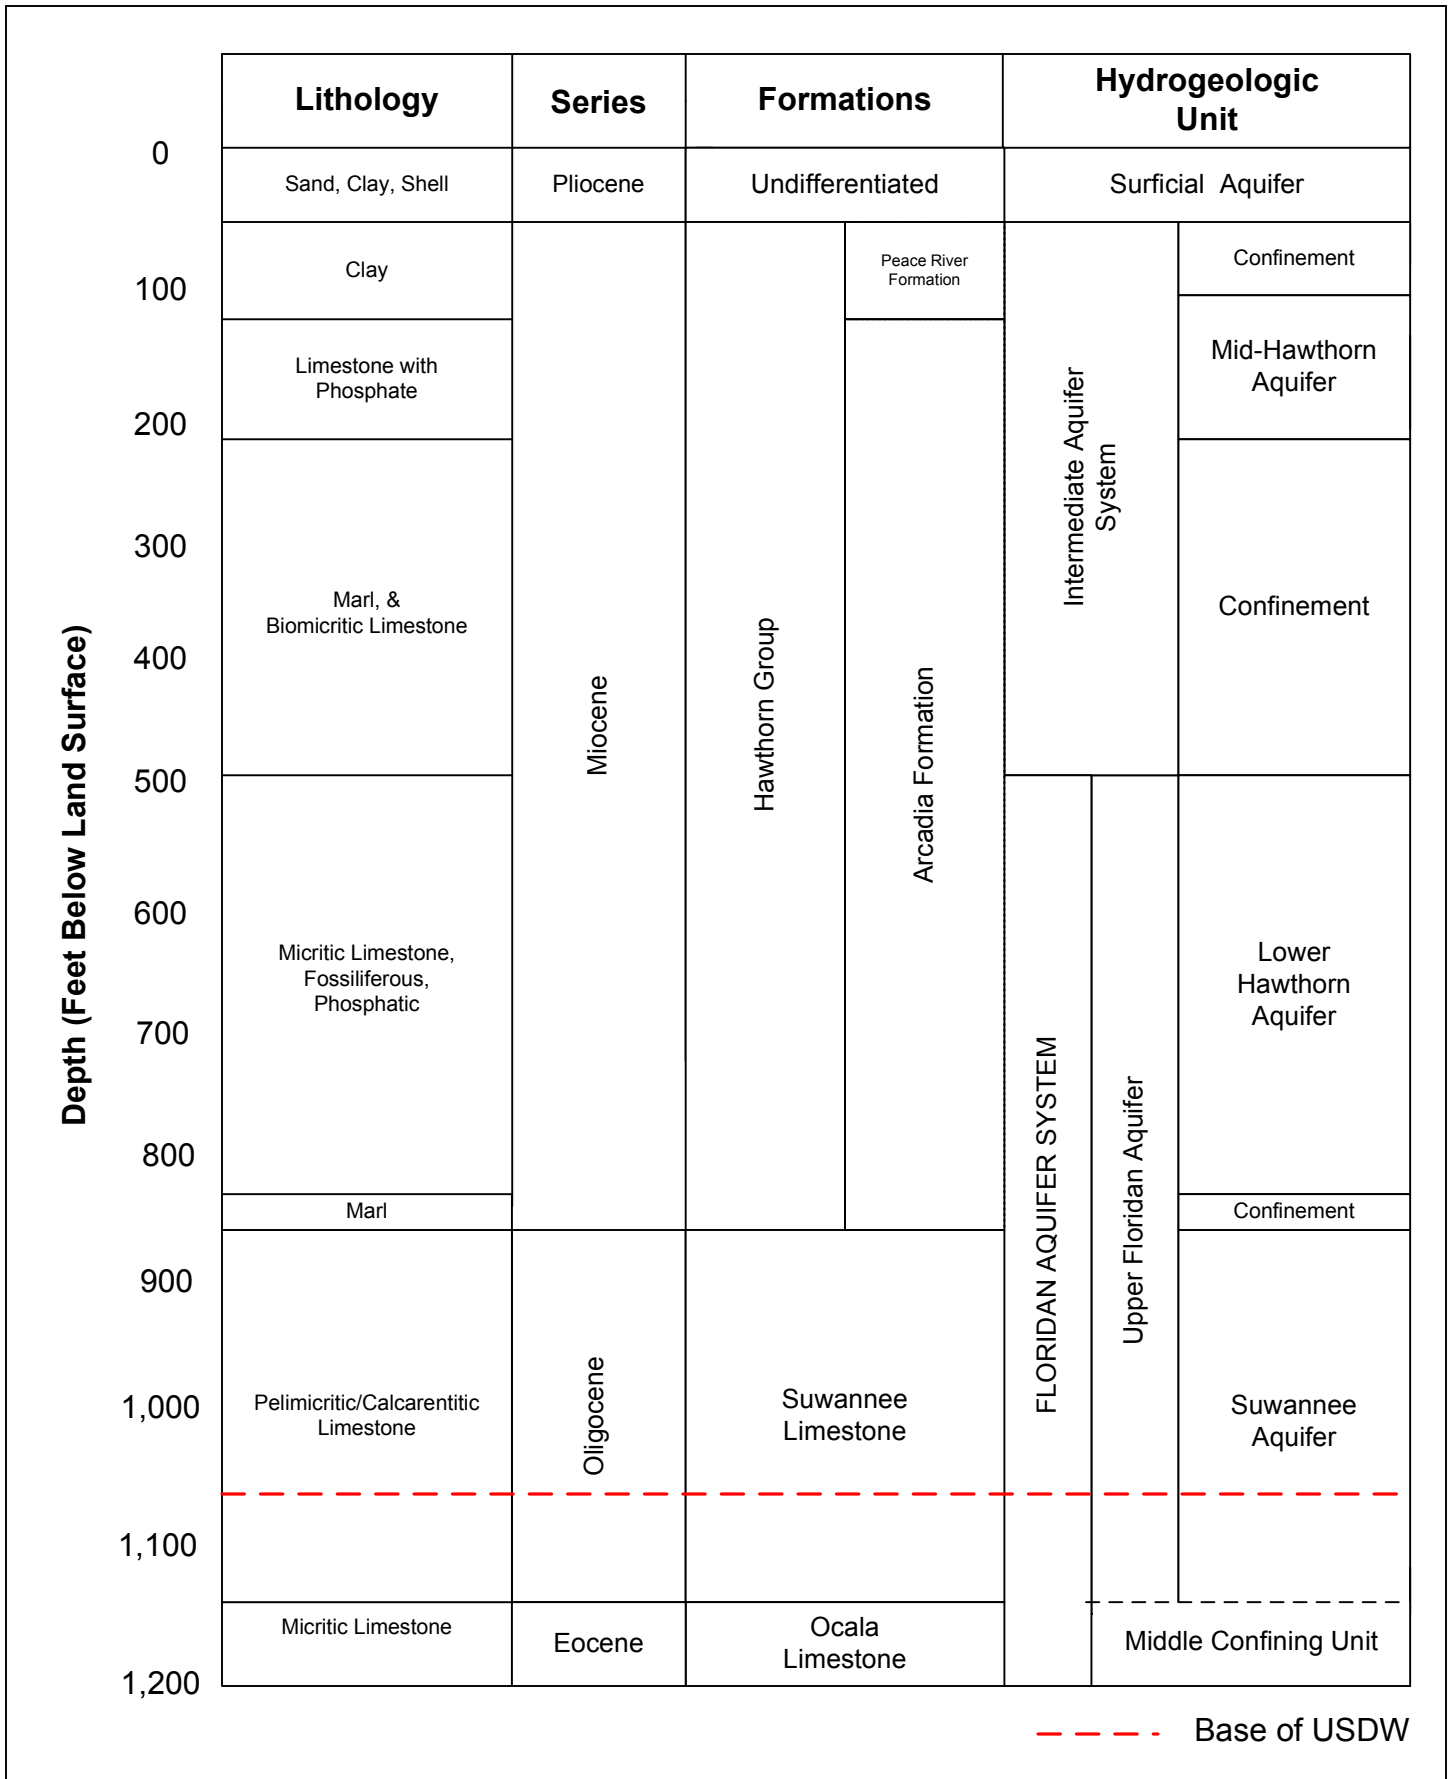 Lithology
Series
Formations
Hydrogeologic
Unit
0
Sand, Clay, Shell
Pliocene
Undifferentiated
Surficial Aquifer
Clay
Peace River
Formation
Confinement
100
Limestone with
Phosphate
Mid-Hawthorn
Aquifer
200
Intermediate Aquifer
System
300
Marl, &
Biomicritic Limestone
Confinement
400
Depth (Feet Below Land Surface)
Miocene
Hawthorn Group
Arcadia Formation
500
600
Micritic Limestone,
Fossiliferous,
Phosphatic
Lower
Hawthorn
Aquifer
700
FLORIDAN AQUIFER SYSTEM
Upper Floridan Aquifer
800
Marl
Confinement
900
1,000
Pelimicritic/Calcarentitic
Limestone
Oligocene
Suwannee
Limestone
Suwannee
Aquifer
1,100
Micritic Limestone
Eocene
Ocala
Limestone
Middle Confining Unit
1,200
Base of USDW